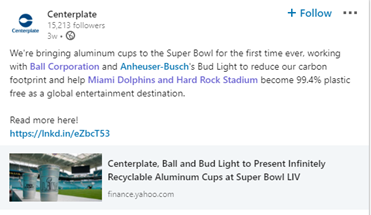 Centerplate
15,213 followers
3w
+ Follow
Centerplate
We're bringing aluminum cups to the Super Bowl for the first time ever, working
with Ball Corporation and Anheuser-Busch's Bud Light to reduce our carbon
footprint and help Miami Dolphins and Hard Rock Stadium become 99.4% plastic
free as a global entertainment destination.
Read more here!
https://lnkd.in/eZbcT53
Centerplate, Ball and Bud Light to Present Infinitely
Recyclable Aluminum Cups at Super Bowl LIV
finance.yahoo.com